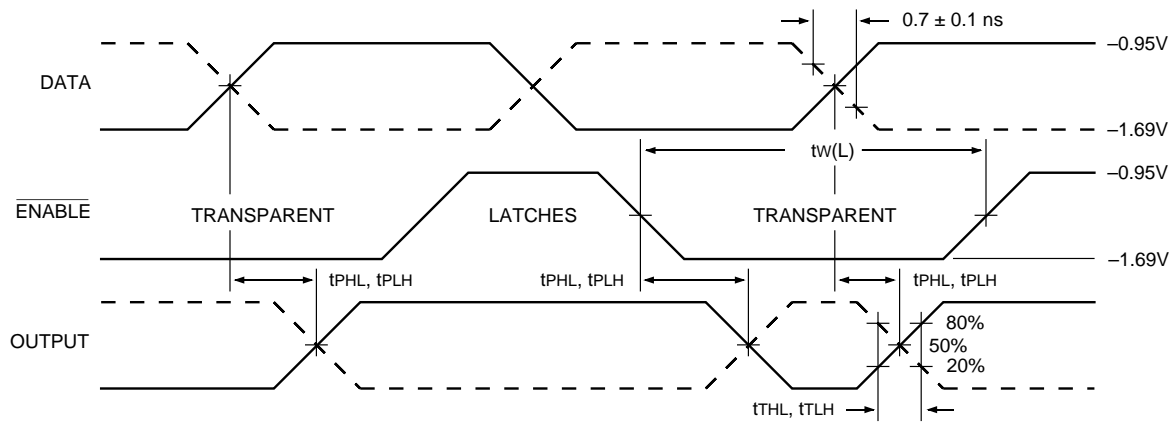 0.7 ± 0.1 ns
–0.95V
DATA
–1.69V
tW(L)
–0.95V
ENABLE
TRANSPARENT
LATCHES
TRANSPARENT
–1.69V
tPHL, tPLH
tPHL, tPLH
tPHL, tPLH
80%
OUTPUT
50%
20%
tTHL, tTLH